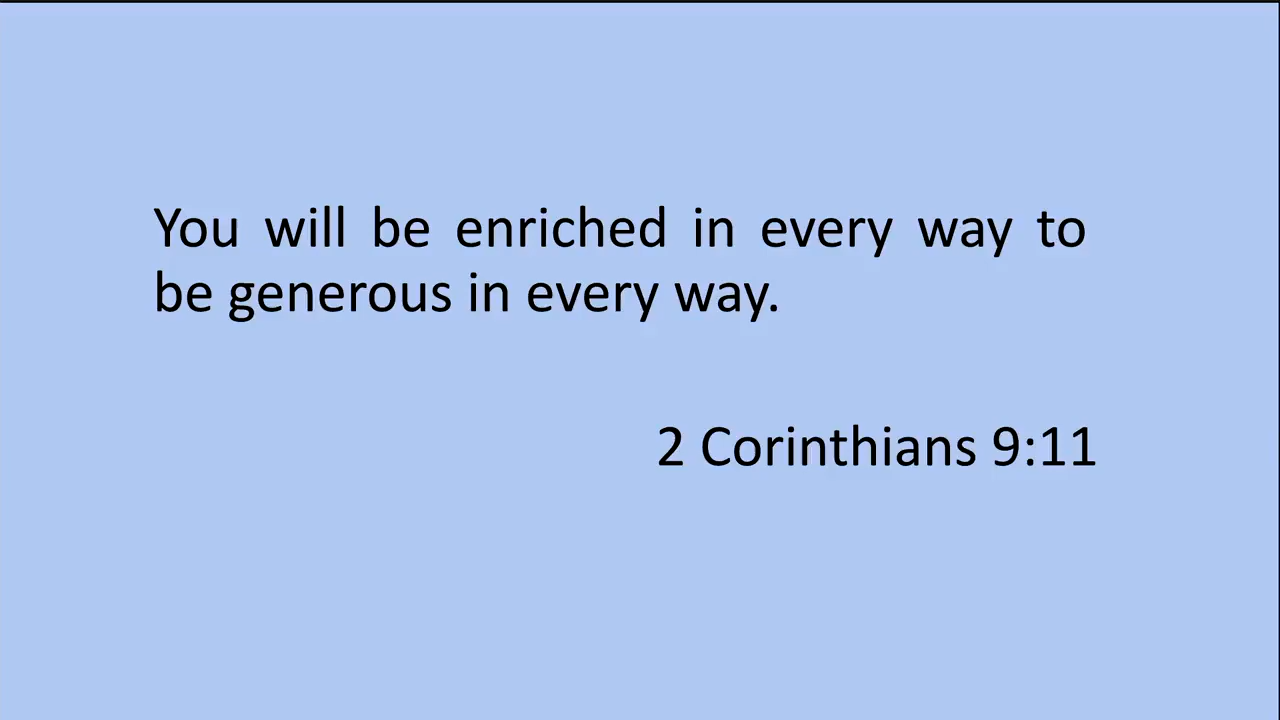 You will be enriched in every way to
be generous in every way.
2 Corinthians 9:11